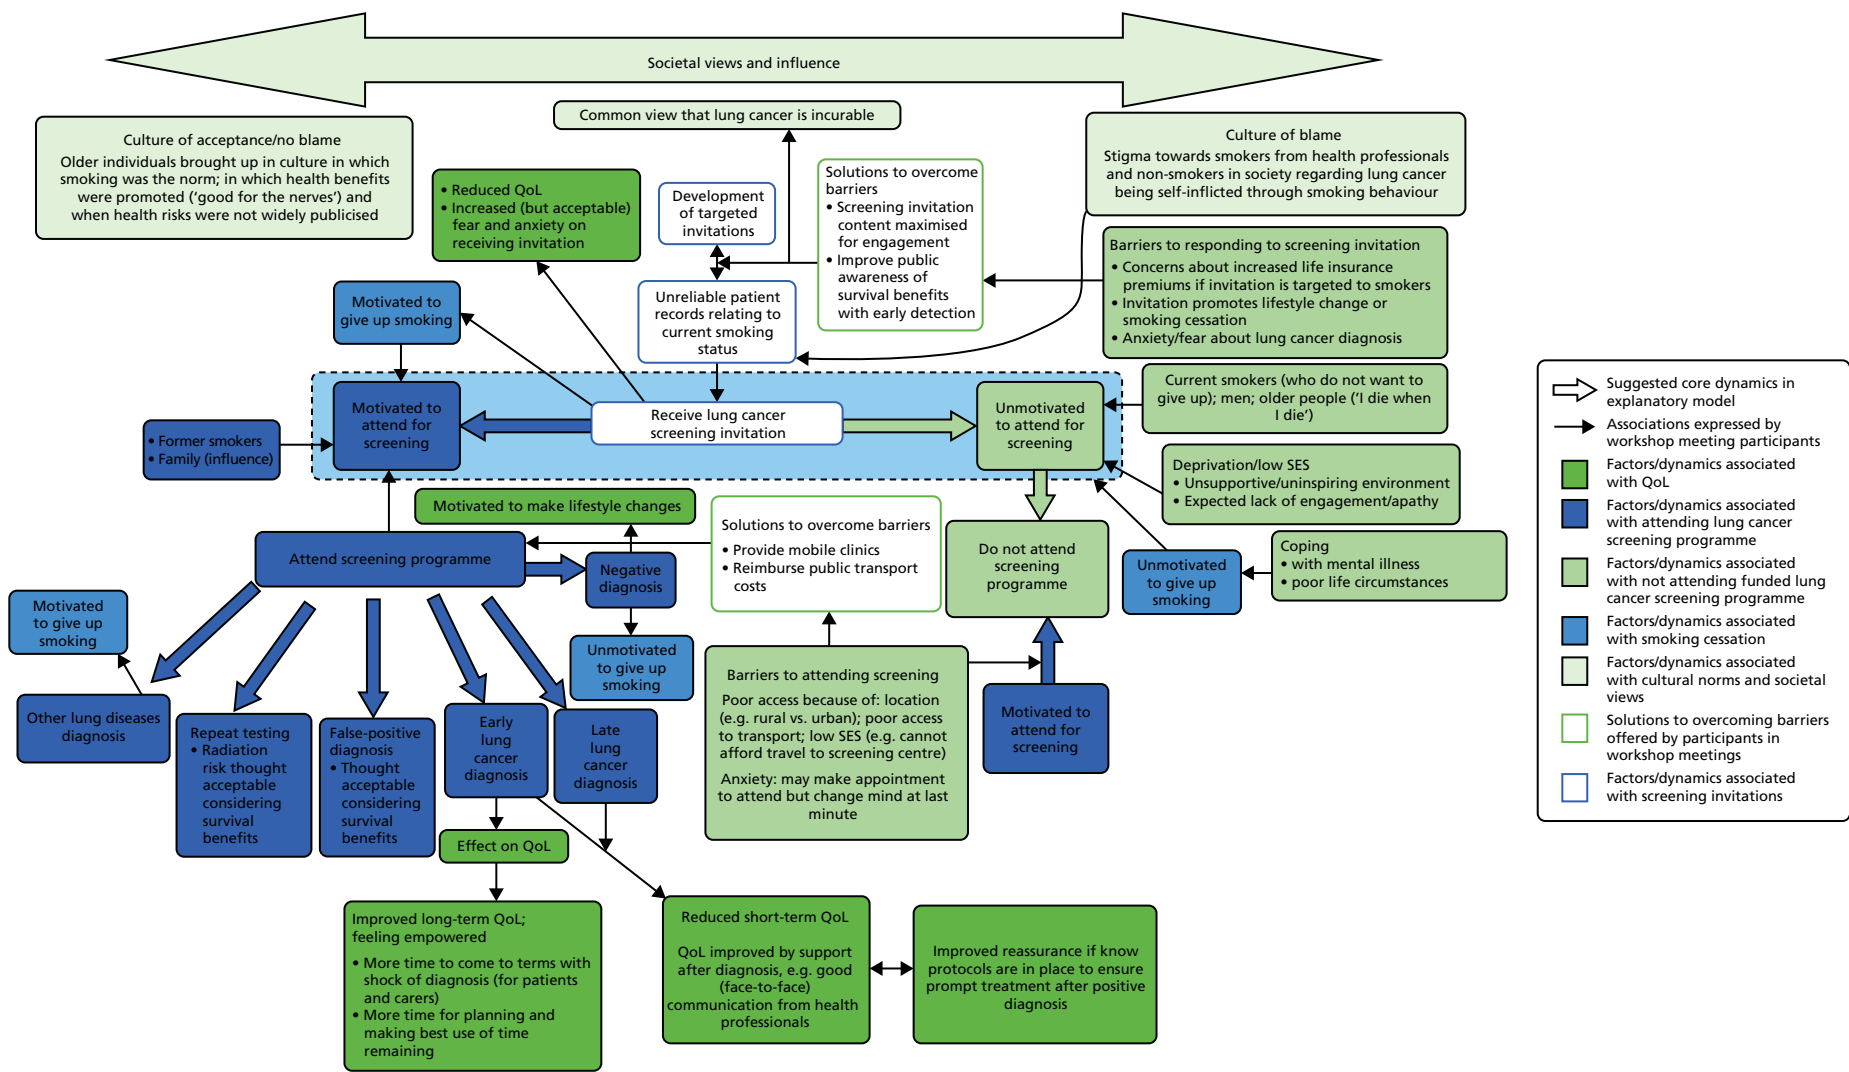 Societal views and influence
Common view that lung cancer is incurable
Culture of acceptance/no blame
Older individuals brought up in culture in which
smoking was the norm; in which health benefits
were promoted (‘good for the nerves’) and
when health risks were not widely publicised
• Reduced QoL
• Increased (but acceptable)
fear and anxiety on
receiving invitation
Development
of targeted
invitations
Solutions to overcome
barriers
• Screening invitation
content maximised
for engagement
• Improve public
awareness of
survival benefits
with early detection
Culture of blame
Stigma towards smokers from health professionals
and non-smokers in society regarding lung cancer
being self-inflicted through smoking behaviour
Barriers to responding to screening invitation
• Concerns about increased life insurance
premiums if invitation is targeted to smokers
• Invitation promotes lifestyle change or
smoking cessation
• Anxiety/fear about lung cancer diagnosis
Motivated to
give up smoking
Unreliable patient
records relating to
current smoking
status
Motivated to
attend for
screening
Receive lung cancer
screening invitation
Unmotivated
to attend for
screening
Current smokers (who do not want to
give up); men; older people (‘I die when
I die’)
• Former smokers
• Family (influence)
Deprivation/low SES
• Unsupportive/uninspiring environment
• Expected lack of engagement/apathy
Motivated to make lifestyle changes
Solutions to overcome barriers
• Provide mobile clinics
• Reimburse public transport
costs
Attend screening programme
Negative
diagnosis
Do not attend
screening
programme
Unmotivated
to give up
smoking
Coping
• with mental illness
• poor life circumstances
Motivated
to give up
smoking
Unmotivated
to give up
smoking
Barriers to attending screening
Poor access because of: location
(e.g. rural vs. urban); poor access
to transport; low SES (e.g. cannot
afford travel to screening centre)
Anxiety: may make appointment
to attend but change mind at last
minute
Motivated to
attend for
screening
Other lung diseases
diagnosis
Repeat testing
• Radiation
risk thought
acceptable
considering
survival
benefits
False-positive
diagnosis
• Thought
acceptable
considering
survival
benefits
Early
lung
cancer
diagnosis
Late
lung
cancer
diagnosis
Effect on QoL
Improved long-term QoL;
feeling empowered
• More time to come to terms with
shock of diagnosis (for patients
and carers)
• More time for planning and
making best use of time
remaining
Reduced short-term QoL
QoL improved by support
after diagnosis, e.g. good
(face-to-face)
communication from health
professionals
Improved reassurance if know
protocols are in place to ensure
prompt treatment after positive
diagnosis
Suggested core dynamics in
explanatory model
Associations expressed by
workshop meeting participants
Factors/dynamics associated
with QoL
Factors/dynamics associated
with attending lung cancer
screening programme
Factors/dynamics associated
with not attending funded lung
cancer screening programme
Factors/dynamics associated
with smoking cessation
Factors/dynamics associated
with cultural norms and societal
views
Solutions to overcoming barriers
offered by participants in
workshop meetings
Factors/dynamics associated
with screening invitations